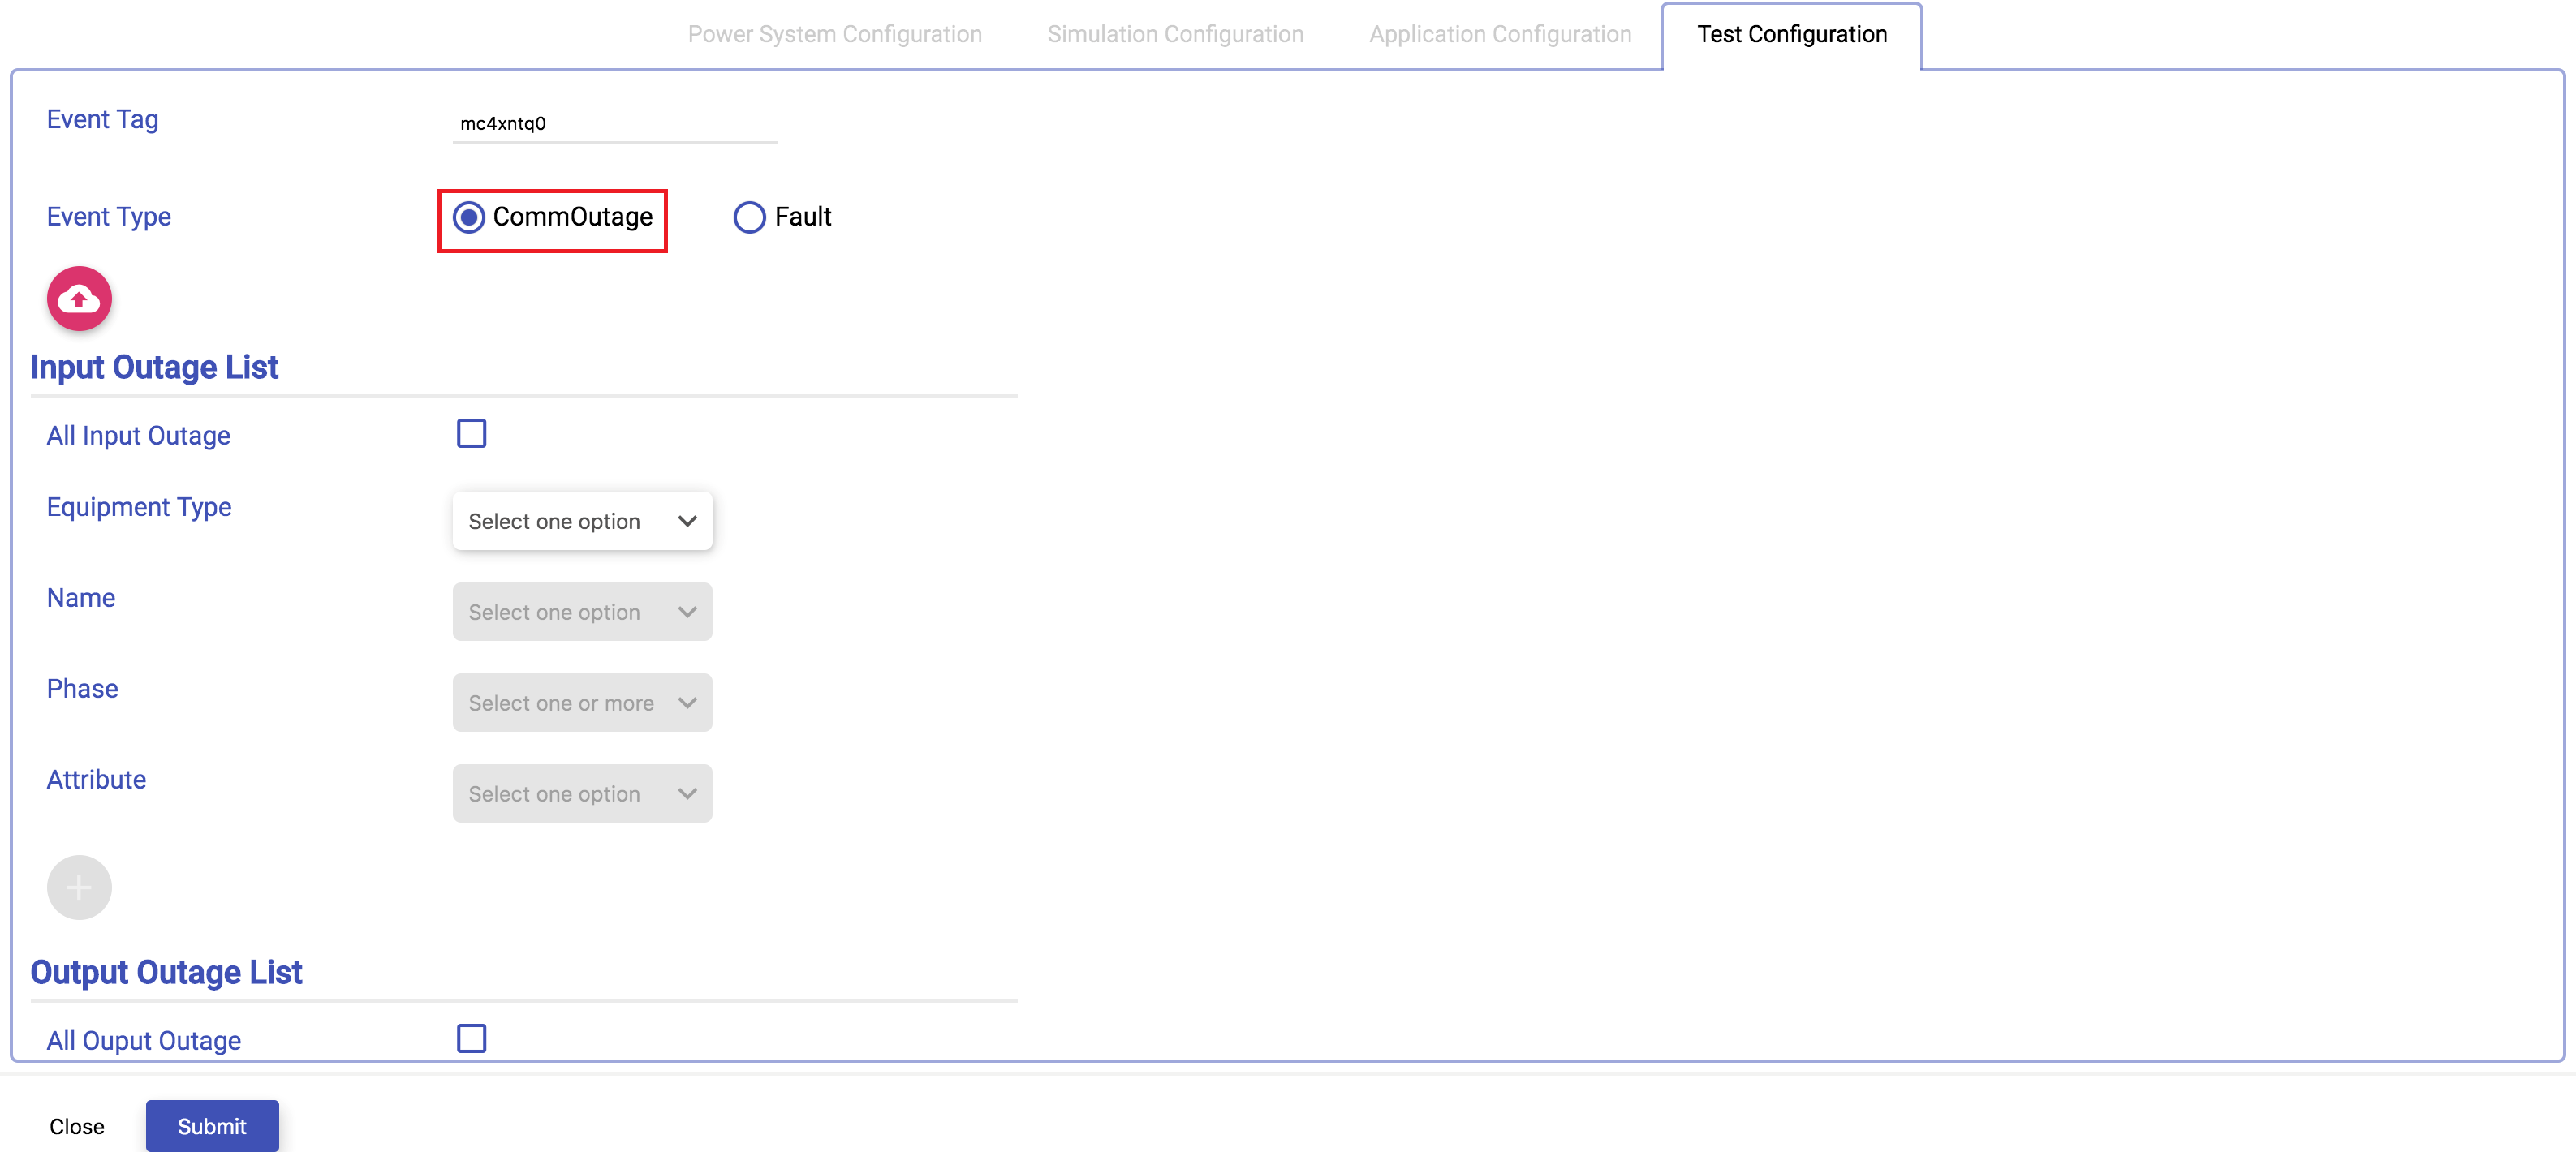 Power System Configuration Simulation Configuration Application Configuration Test Configuration
Event Tag mc4xntq0
Event Type CommOutage Fault
Input Outage List
All Input Outage
Equipment Type Select one option
Name Select one option
Phase Select one or more
Attribute Select one option
Output Outage List
All Ouput Outage
Close Submit